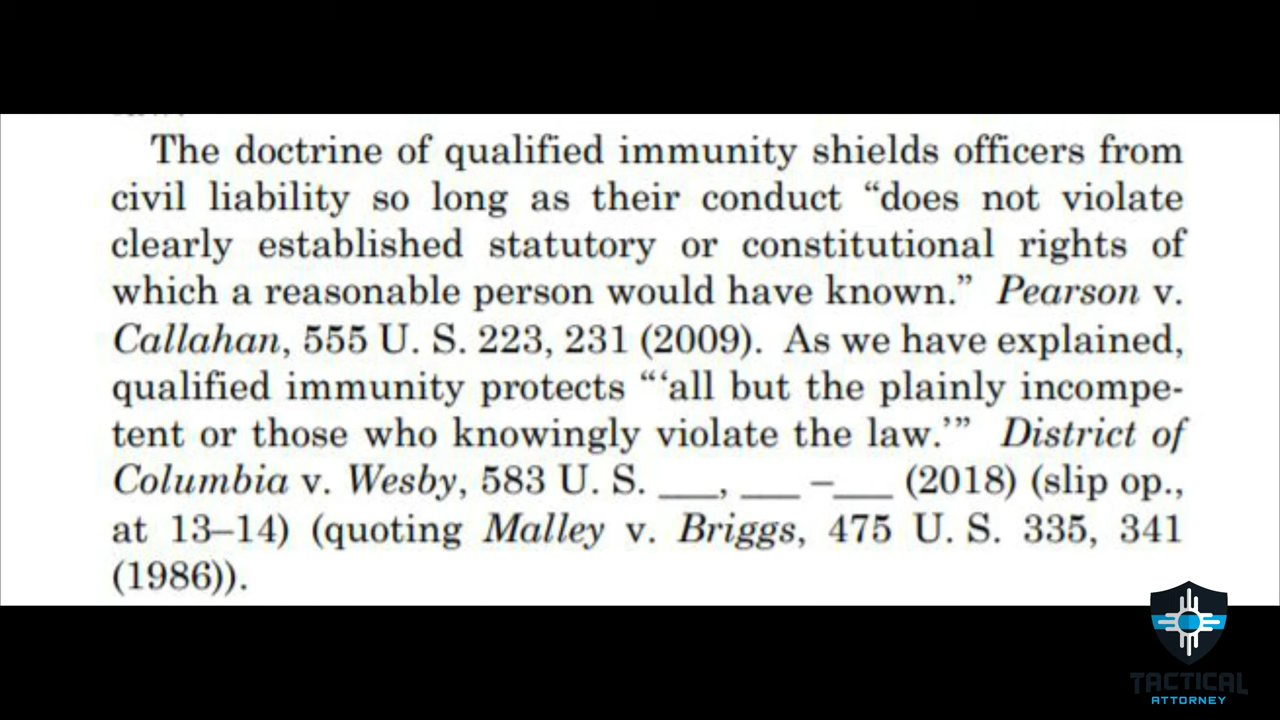 The doctrine of qualified immunity shields officers from
civil liability so long as their conduct “does not violate
clearly established statutory or constitutional rights of
which a reasonable person would have known.” Pearson v.
Callahan, 555 U. S. 223, 231 (2009). As we have explained,
qualified immunity protects “‘all but the plainly incompe-
tent or those who knowingly violate the law.’” District of
Columbia v. Wesby, 583 U. S. ___, ___ –___ (2018) (slip op.,
at 13–14) (quoting Malley v. Briggs, 475 U. S. 335, 341
(1986)).
TACTICAL
ATTORNEY